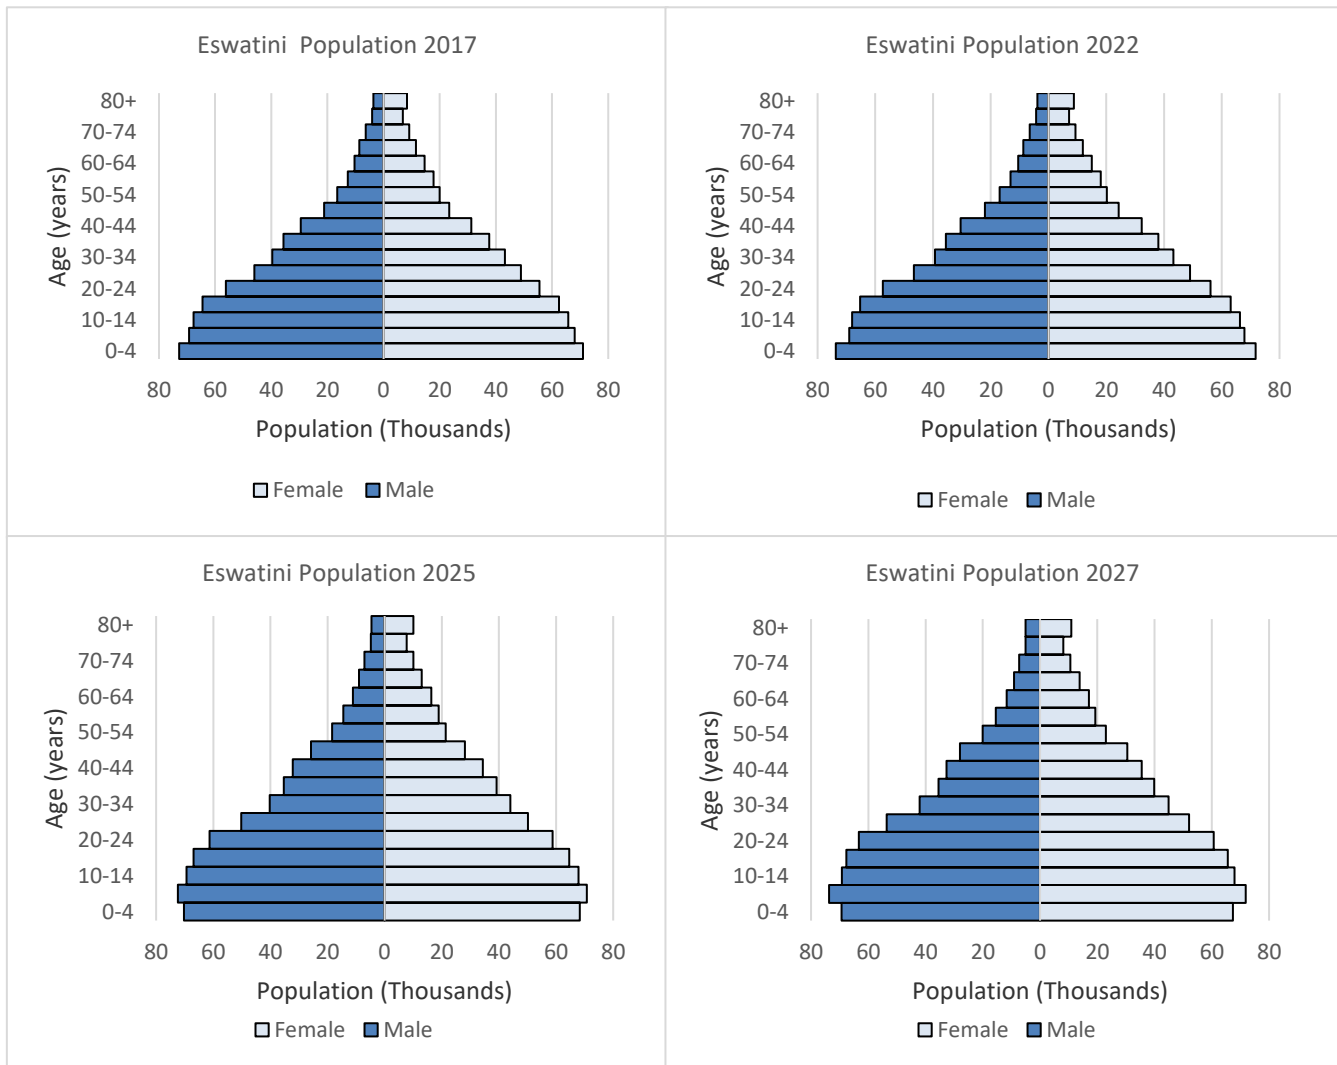 Eswatini  Population 2017
80+
70-74
60-64
50-54
40-44
30-34
20-24
10-14
0-4
Age (years)
80 60 40 20 0 20 40 60 80
Population (Thousands)
Female Male
Eswatini Population 2022
80+
70-74
60-64
50-54
40-44
30-34
20-24
10-14
0-4
Age (years)
80 60 40 20 0 20 40 60 80
Population (Thousands)
Female Male
Eswatini Population 2025
80+
70-74
60-64
50-54
40-44
30-34
20-24
10-14
0-4
Age (years)
80 60 40 20 0 20 40 60 80
Population (Thousands)
Female Male
Eswatini Population 2027
80+
70-74
60-64
50-54
40-44
30-34
20-24
10-14
0-4
Age (years)
80 60 40 20 0 20 40 60 80
Population (Thousands)
Female Male